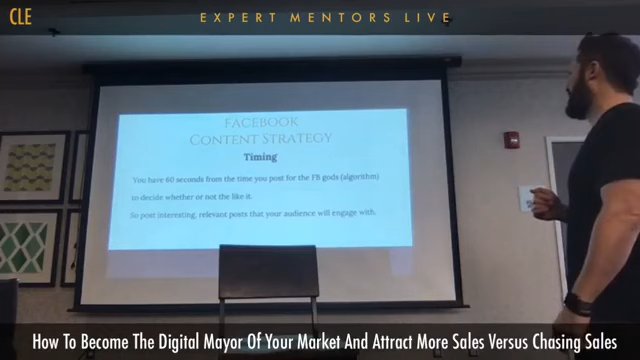 CLE
EXPERT MENTORS LIVE
FACEBOOK
CONTENT STRATEGY
Timing
You have 60 seconds from the time you post for the FB gods (algorithm)
to decide whether or not the like it.
So post interesting, relevant posts that your audience will engage with.
How To Become The Digital Mayor Of Your Market And Attract More Sales Versus Chasing Sales